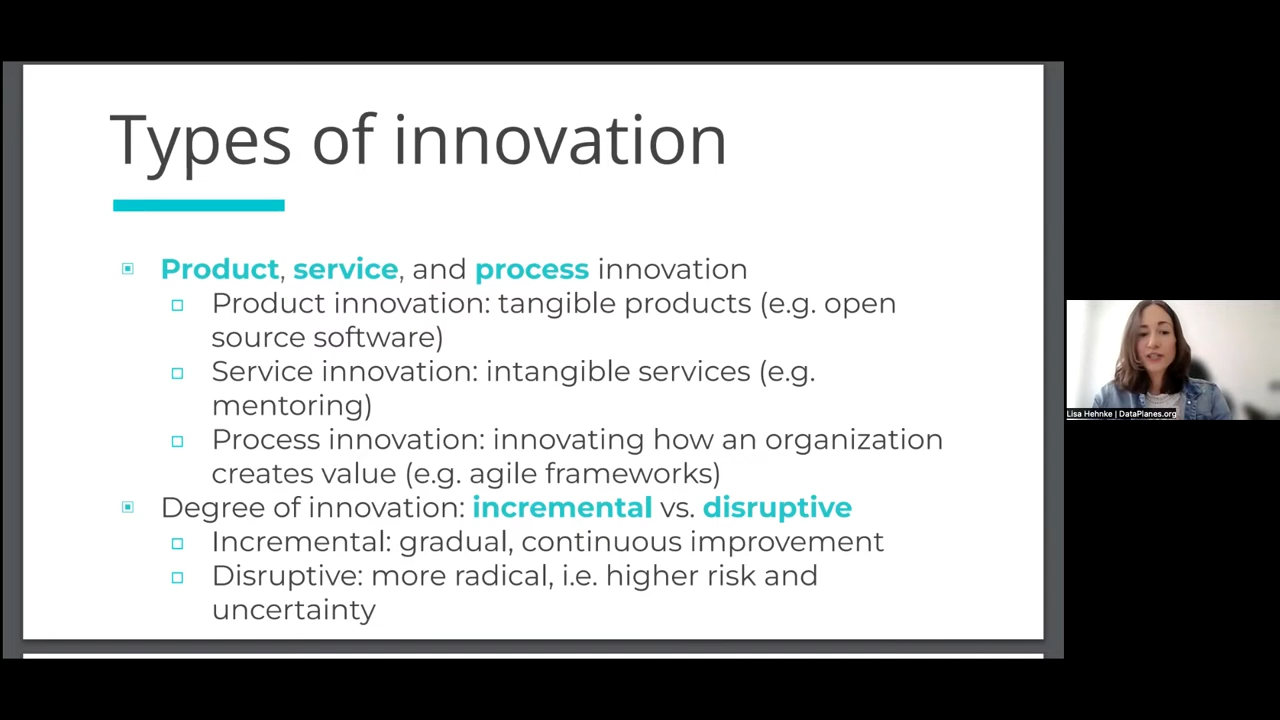 Types of innovation
Product, service, and process innovation
Product innovation: tangible products (e.g. open
source software)
Service innovation: intangible services (e.g.
mentoring)
Process innovation: innovating how an organization
creates value (e.g. agile frameworks)
Degree of innovation: incremental vs. disruptive
Incremental: gradual, continuous improvement
Disruptive: more radical, i.e. higher risk and
uncertainty
Lisa Hehnke | DataPlanes.org